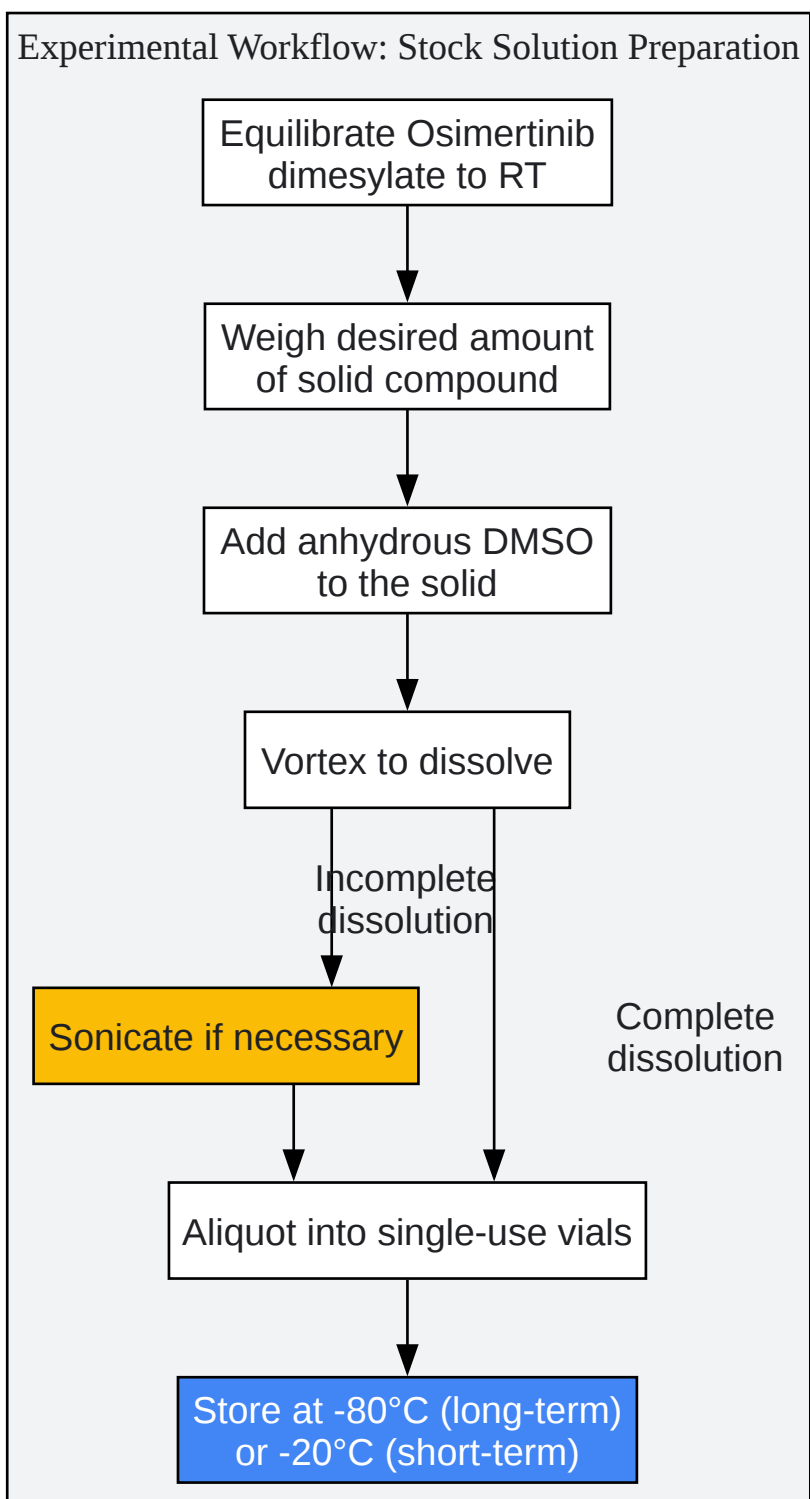 Experimental Workflow: Stock Solution Preparation
Equilibrate Osimertinib
dimesylate to RT
Weigh desired amount
of solid compound
Add anhydrous DMSO
to the solid
Vortex to dissolve
Incomplete
dissolution
Sonicate if necessary
Complete
dissolution
Aliquot into single-use vials
Store at -80°C (long-term)
or -20°C (short-term)